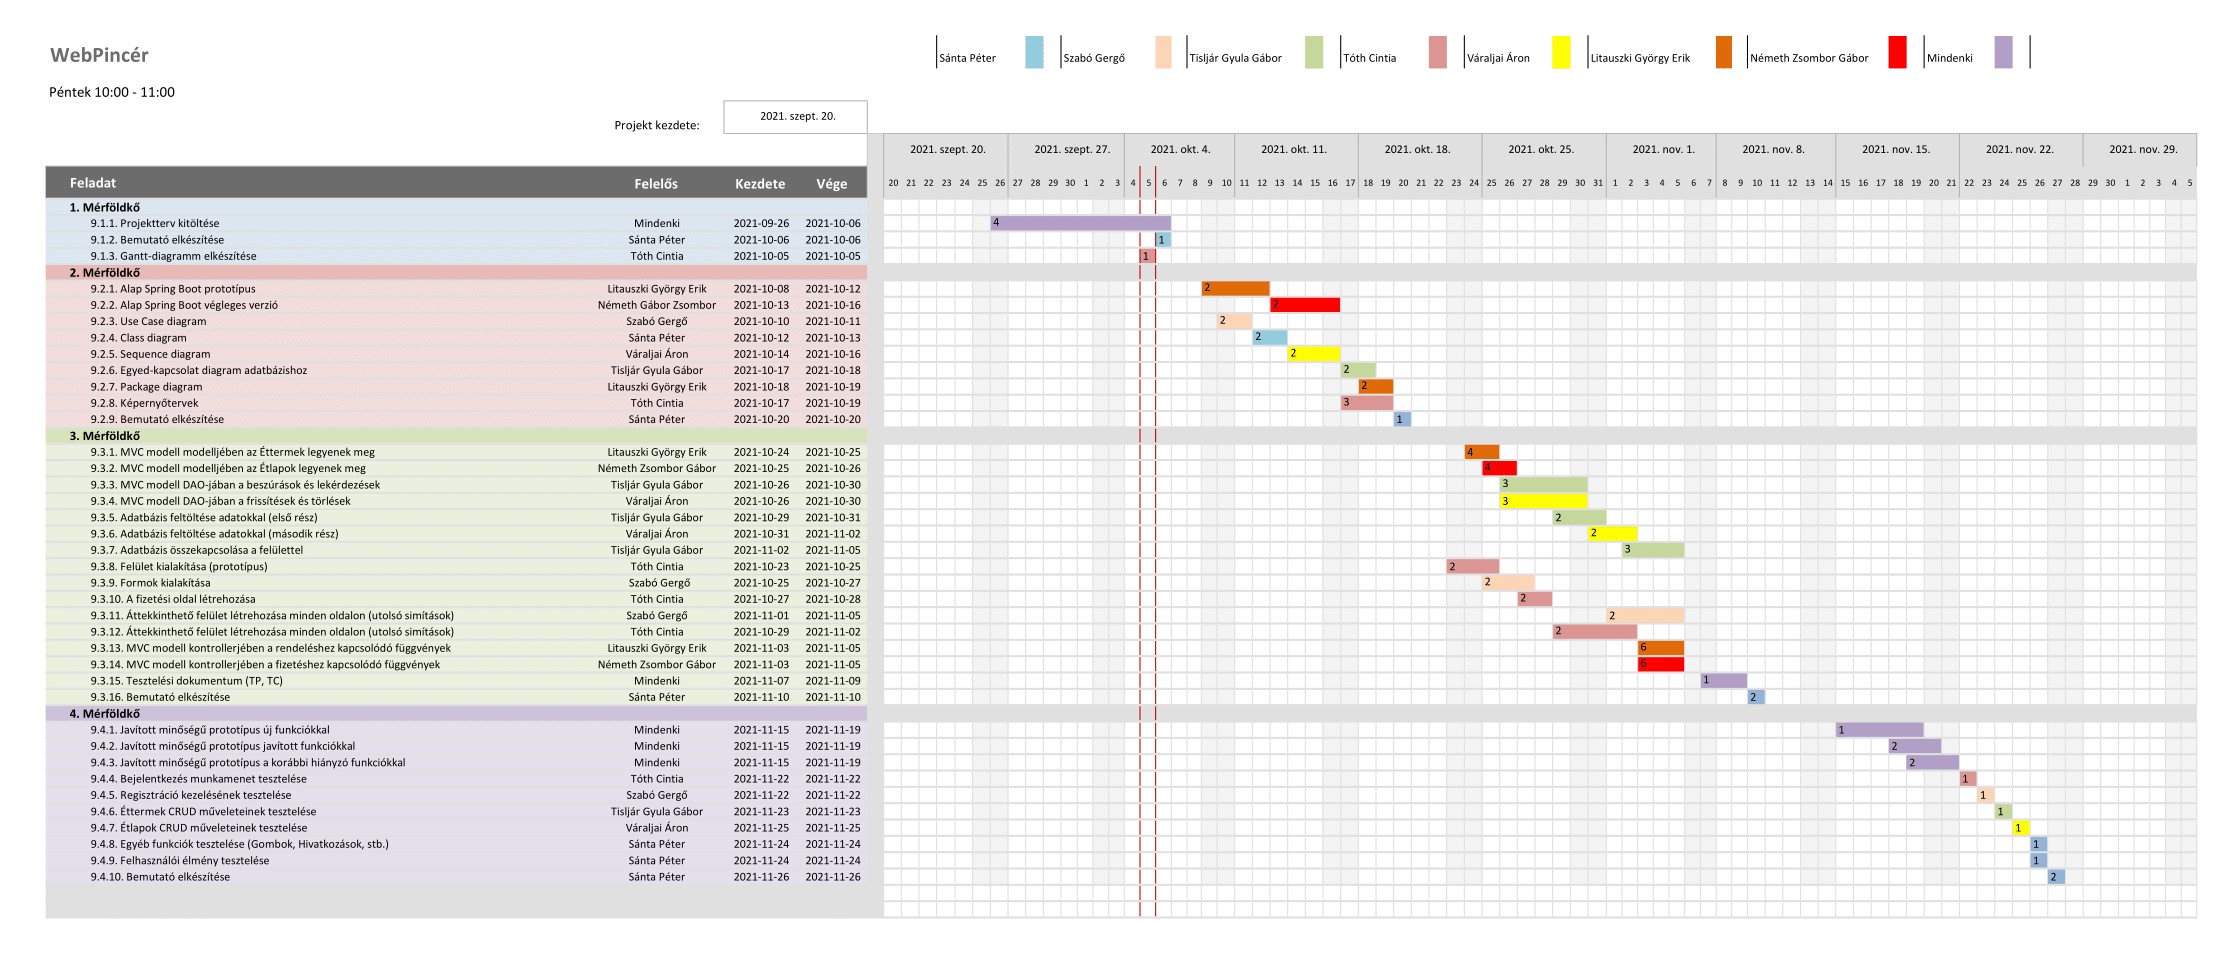 WebPincér
Sánta Péter Szabó Gergő Tisljár Gyula Gábor Tóth Cintia Váraljai Áron Litauszki György Erik Németh Zsombor Gábor Mindenki
Péntek 10:00 - 11:00
Projekt kezdete: 2021. szept. 20.
2021. szept. 20. 2021. szept. 27. 2021. okt. 4. 2021. okt. 11. 2021. okt. 18. 2021. okt. 25. 2021. nov. 1. 2021. nov. 8. 2021. nov. 15. 2021. nov. 22. 2021. nov. 29.
Feladat Felelős Kezdete Vége 20 21 22 23 24 25 26 27 28 29 30 1 2 3 4 5 6 7 8 9 10 11 12 13 14 15 16 17 18 19 20 21 22 23 24 25 26 27 28 29 30 31 1 2 3 4 5 6 7 8 9 10 11 12 13 14 15 16 17 18 19 20 21 22 23 24 25 26 27 28 29 30 1 2 3 4 5
1. Mérföldkő
9.1.1. Projektterv kitöltése Mindenki 2021-09-26 2021-10-06 4
9.1.2. Bemutató elkészítése Sánta Péter 2021-10-06 2021-10-06 1
9.1.3. Gantt-diagramm elkészítése Tóth Cintia 2021-10-05 2021-10-05 1
2. Mérföldkő
9.2.1. Alap Spring Boot prototípus Litauszki György Erik 2021-10-08 2021-10-12 2
9.2.2. Alap Spring Boot végleges verzió Németh Gábor Zsombor 2021-10-13 2021-10-16 2
9.2.3. Use Case diagram Szabó Gergő 2021-10-10 2021-10-11 2
9.2.4. Class diagram Sánta Péter 2021-10-12 2021-10-13 2
9.2.5. Sequence diagram Váraljai Áron 2021-10-14 2021-10-16 2
9.2.6. Egyed-kapcsolat diagram adatbázishoz Tisljár Gyula Gábor 2021-10-17 2021-10-18 2
9.2.7. Package diagram Litauszki György Erik 2021-10-18 2021-10-19 2
9.2.8. Képernyőtervek Tóth Cintia 2021-10-17 2021-10-19 3
9.2.9. Bemutató elkészítése Sánta Péter 2021-10-20 2021-10-20 1
3. Mérföldkő
9.3.1. MVC modell modelljében az Éttermek legyenek meg Litauszki György Erik 2021-10-24 2021-10-25 4
9.3.2. MVC modell modelljében az Étlapok legyenek meg Németh Zsombor Gábor 2021-10-25 2021-10-26 4
9.3.3. MVC modell DAO-jában a beszúrások és lekérdezések Tisljár Gyula Gábor 2021-10-26 2021-10-30 3
9.3.4. MVC modell DAO-jában a frissítések és törlések Váraljai Áron 2021-10-26 2021-10-30 3
9.3.5. Adatbázis feltöltése adatokkal (első rész) Tisljár Gyula Gábor 2021-10-29 2021-10-31 2
9.3.6. Adatbázis feltöltése adatokkal (második rész) Váraljai Áron 2021-10-31 2021-11-02 2
9.3.7. Adatbázis összekapcsolása a felülettel Tisljár Gyula Gábor 2021-11-02 2021-11-05 3
9.3.8. Felület kialakítása (prototípus) Tóth Cintia 2021-10-23 2021-10-25 2
9.3.9. Formok kialakítása Szabó Gergő 2021-10-25 2021-10-27 2
9.3.10. A fizetési oldal létrehozása Tóth Cintia 2021-10-27 2021-10-28 2
9.3.11. Áttekkinthető felület létrehozása minden oldalon (utolsó simítások) Szabó Gergő 2021-11-01 2021-11-05 2
9.3.12. Áttekkinthető felület létrehozása minden oldalon (utolsó simítások) Tóth Cintia 2021-10-29 2021-11-02 2
9.3.13. MVC modell kontrollerjében a rendeléshez kapcsolódó függvények Litauszki György Erik 2021-11-03 2021-11-05 6
9.3.14. MVC modell kontrollerjében a fizetéshez kapcsolódó függvények Németh Zsombor Gábor 2021-11-03 2021-11-05 6
9.3.15. Tesztelési dokumentum (TP, TC) Mindenki 2021-11-07 2021-11-09 1
9.3.16. Bemutató elkészítése Sánta Péter 2021-11-10 2021-11-10 2
4. Mérföldkő
9.4.1. Javított minőségű prototípus új funkciókkal Mindenki 2021-11-15 2021-11-19 1
9.4.2. Javított minőségű prototípus javított funkciókkal Mindenki 2021-11-15 2021-11-19 2
9.4.3. Javított minőségű prototípus a korábbi hiányzó funkciókkal Mindenki 2021-11-15 2021-11-19 2
9.4.4. Bejelentkezés munkamenet tesztelése Tóth Cintia 2021-11-22 2021-11-22 1
9.4.5. Regisztráció kezelésének tesztelése Szabó Gergő 2021-11-22 2021-11-22 1
9.4.6. Éttermek CRUD műveleteinek tesztelése Tisljár Gyula Gábor 2021-11-23 2021-11-23 1
9.4.7. Étlapok CRUD műveleteinek tesztelése Váraljai Áron 2021-11-25 2021-11-25 1
9.4.8. Egyéb funkciók tesztelése (Gombok, Hivatkozások, stb.) Sánta Péter 2021-11-24 2021-11-24 1
9.4.9. Felhasználói élmény tesztelése Sánta Péter 2021-11-24 2021-11-24 1
9.4.10. Bemutató elkészítése Sánta Péter 2021-11-26 2021-11-26 2